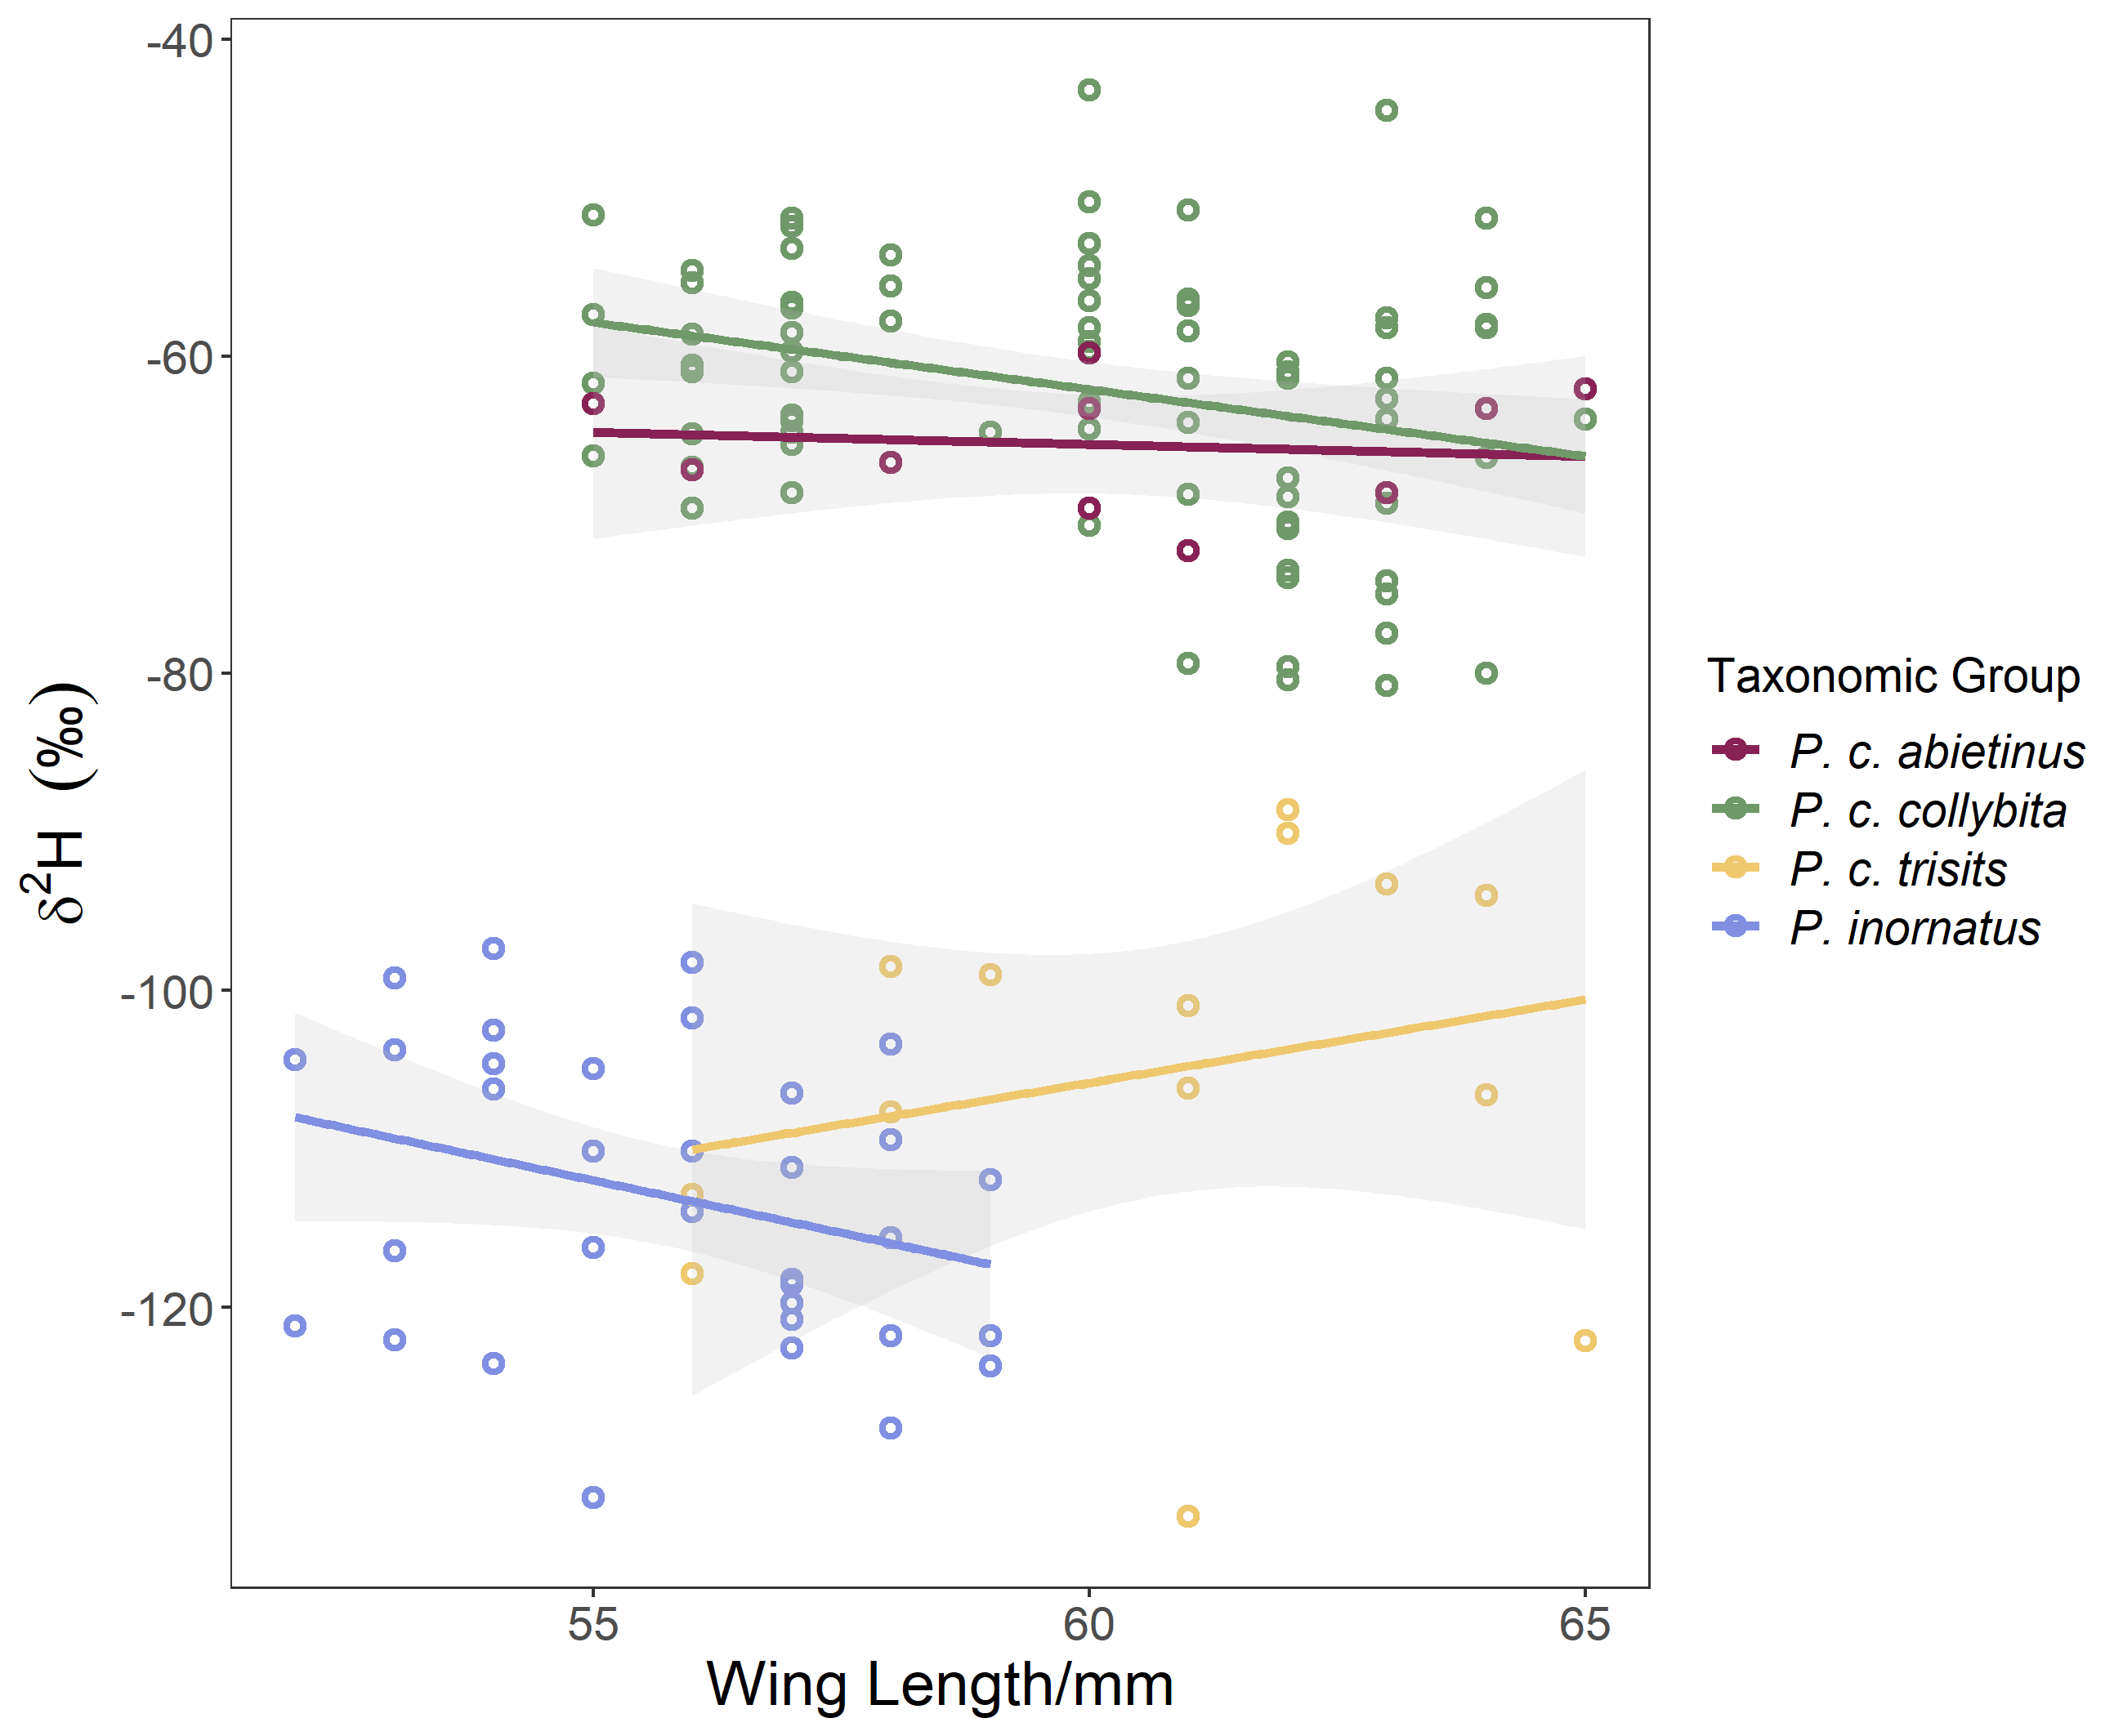 -40
-60
-80
-100
-120
δ²H (‰)
55
60
65
Wing Length/mm
Taxonomic Group
P. c. abietinus
P. c. collybita
P. c. trisits
P. inornatus